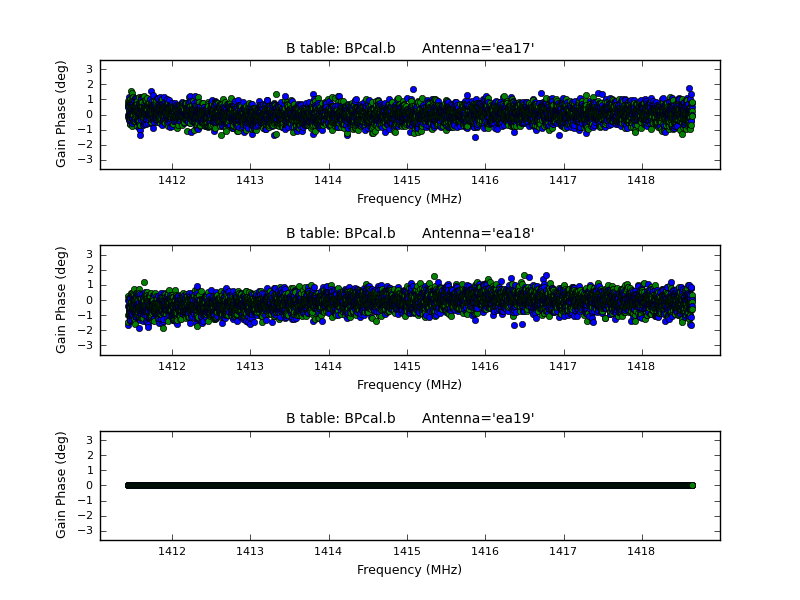 B table: BPcal.b Antenna='ea17'
Gain Phase (deg)
3
2
1
0
−1
−2
−3
1412 1413 1414 1415 1416 1417 1418
Frequency (MHz)
B table: BPcal.b Antenna='ea18'
Gain Phase (deg)
3
2
1
0
−1
−2
−3
1412 1413 1414 1415 1416 1417 1418
Frequency (MHz)
B table: BPcal.b Antenna='ea19'
Gain Phase (deg)
3
2
1
0
−1
−2
−3
1412 1413 1414 1415 1416 1417 1418
Frequency (MHz)